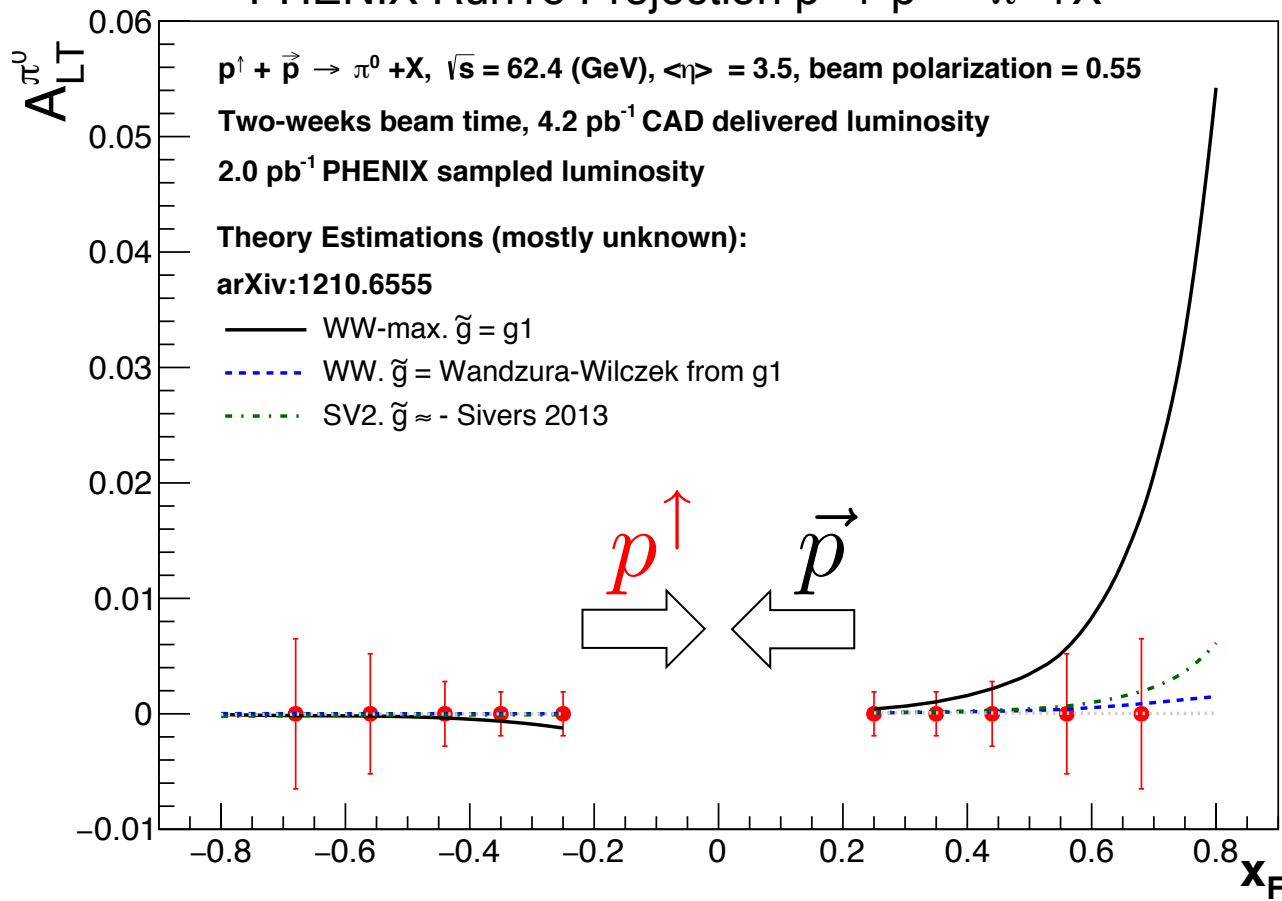 p↑ + p⃗ → π⁰ +X, √s = 62.4 (GeV), <η> = 3.5, beam polarization = 0.55
Two-weeks beam time, 4.2 pb⁻¹ CAD delivered luminosity
2.0 pb⁻¹ PHENIX sampled luminosity
Theory Estimations (mostly unknown):
arXiv:1210.6555
WW-max. g̃ = g1
WW. g̃ = Wandzura-Wilczek from g1
SV2. g̃ ≈ - Sivers 2013
p↑ p⃗
A_LT^π⁰
0.06
0.05
0.04
0.03
0.02
0.01
0
−0.01
−0.8 −0.6 −0.4 −0.2 0 0.2 0.4 0.6 0.8
x_F